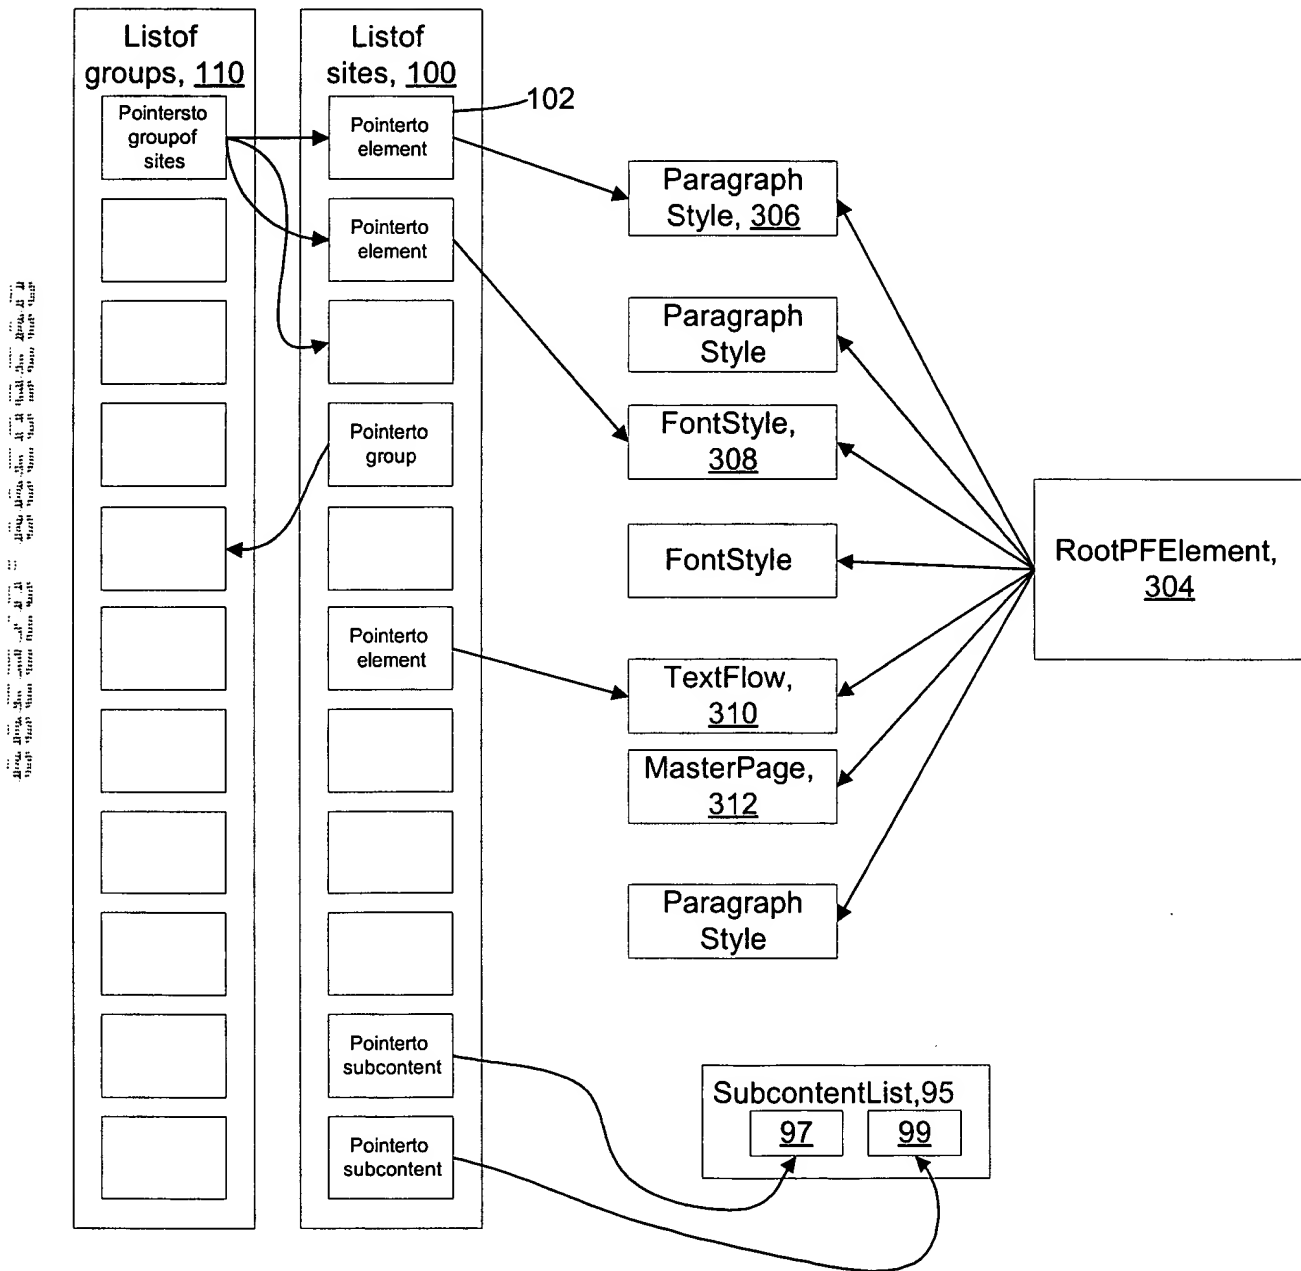 Listof
groups, 110
Listof
sites, 100
102
Pointersto
groupof
sites
Pointerto
element
Pointerto
element
Pointerto
group
Pointerto
element
Pointerto
subcontent
Pointerto
subcontent
Paragraph
Style, 306
Paragraph
Style
FontStyle,
308
FontStyle
TextFlow,
310
MasterPage,
312
Paragraph
Style
RootPFElement,
304
SubcontentList,95
97
99